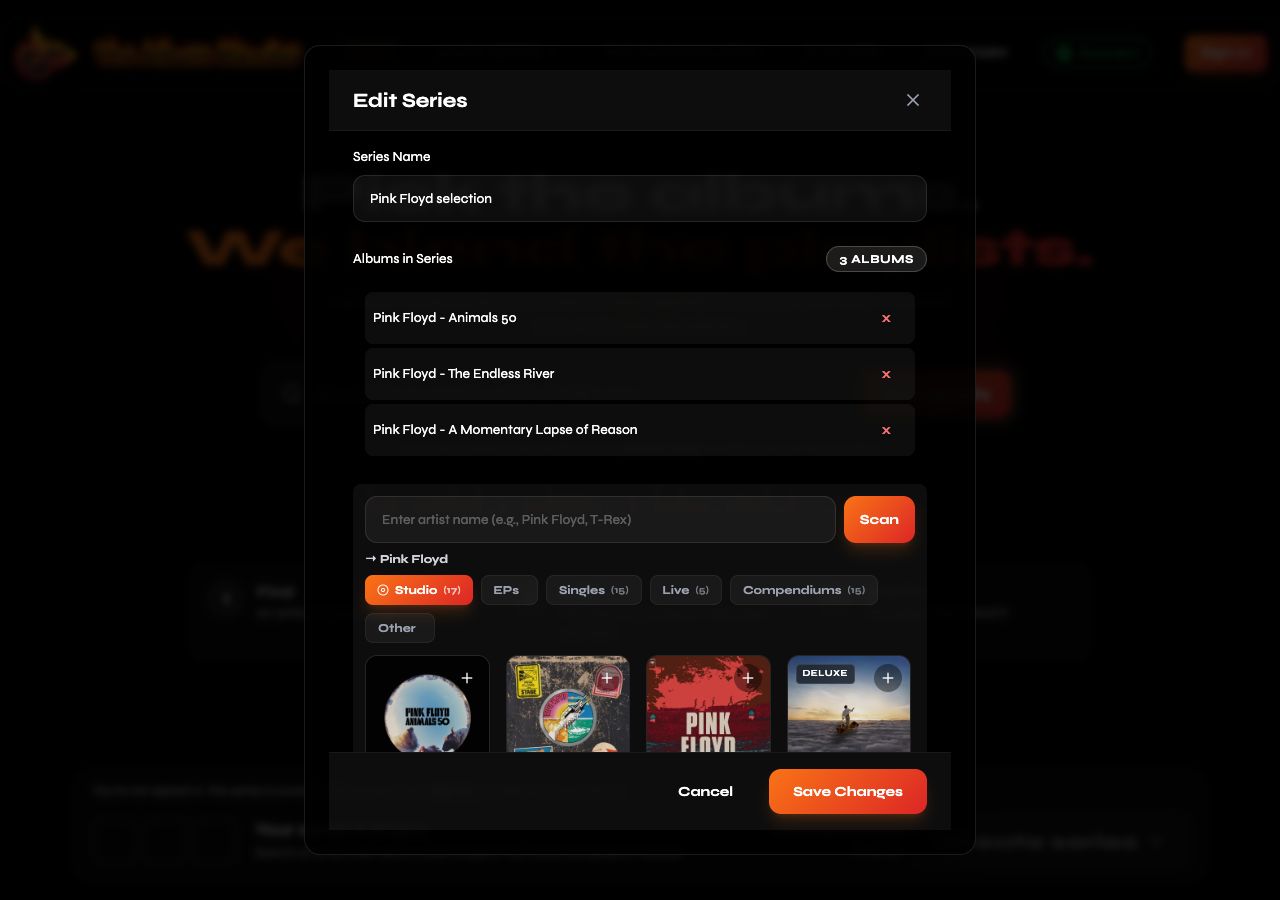 Edit Series
Series Name
Pink Floyd selection
Albums in Series
3 ALBUMS
Pink Floyd - Animals 50
x
Pink Floyd - The Endless River
x
Pink Floyd - A Momentary Lapse of Reason
x
Enter artist name (e.g., Pink Floyd, T-Rex)
Scan
→ Pink Floyd
Studio (17)
EPs
Singles (15)
Live (5)
Compendiums (15)
Other
PINK FLOYD
ANIMALS 50
PINK
FLOYD
DELUXE
Cancel
Save Changes